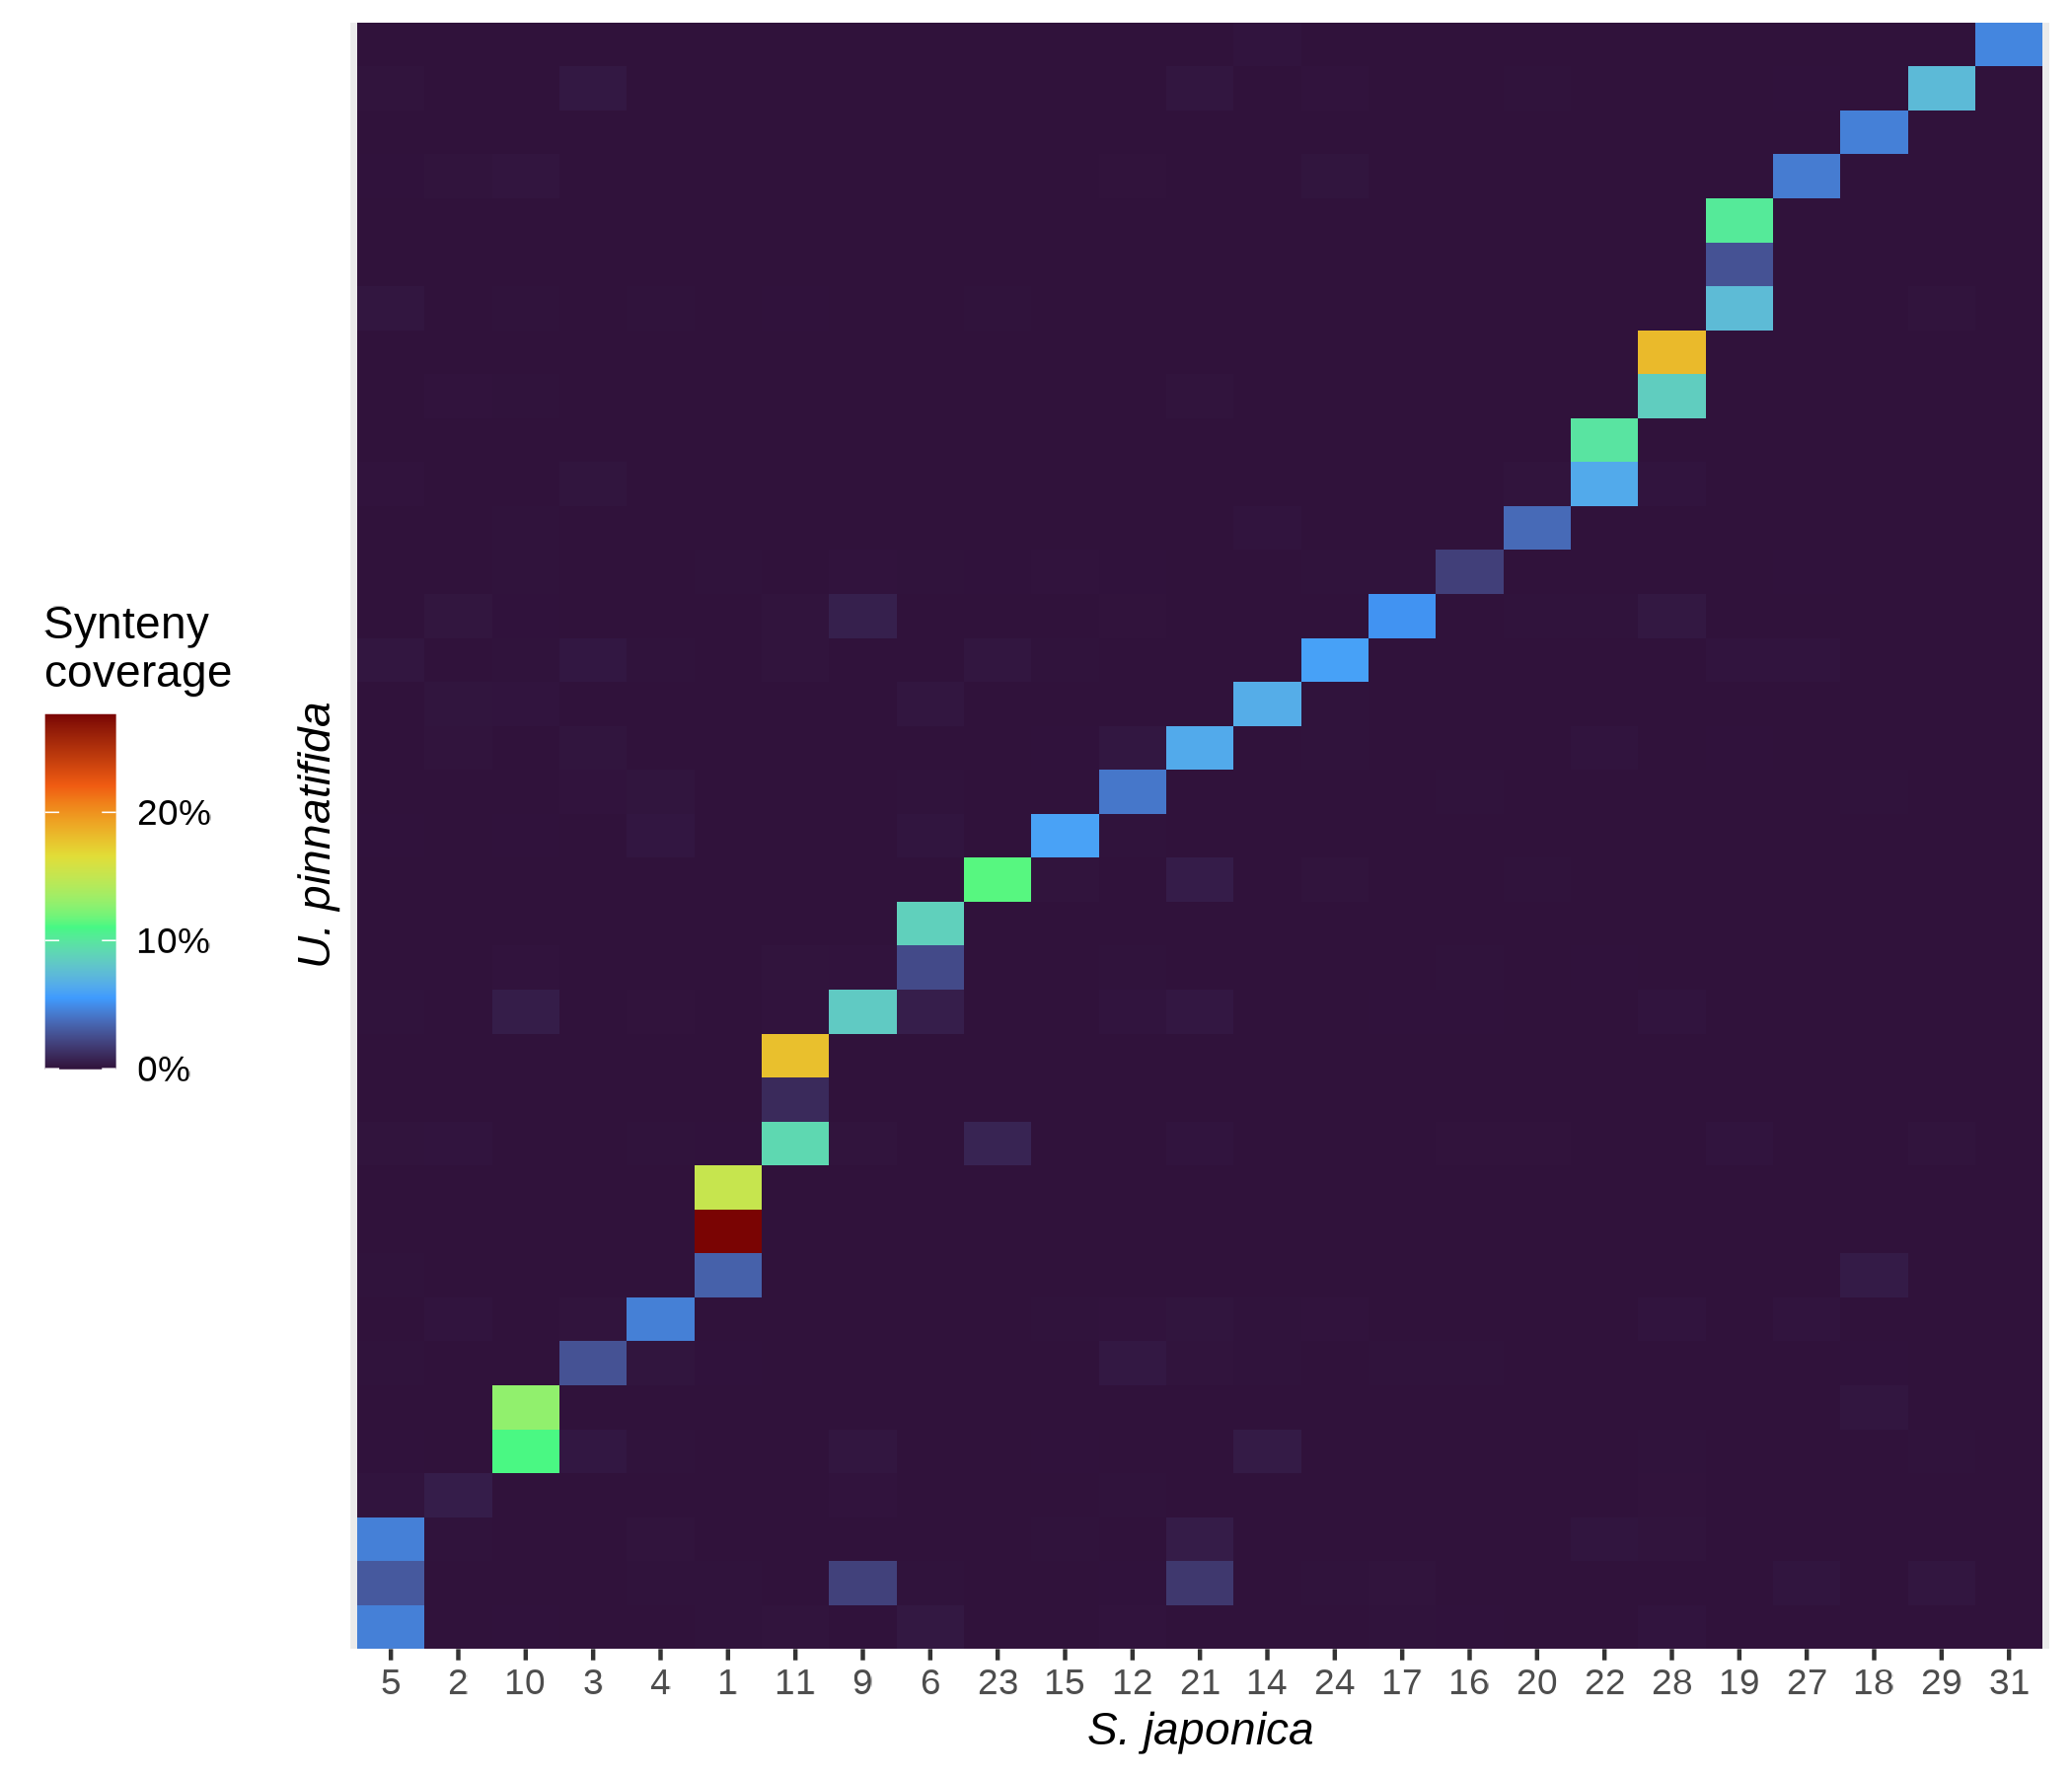 Synteny
coverage
20%
10%
0%
U. pinnatifida
5 2 10 3 4 1 11 9 6 23 15 12 21 14 24 17 16 20 22 28 19 27 18 29 31
S. japonica